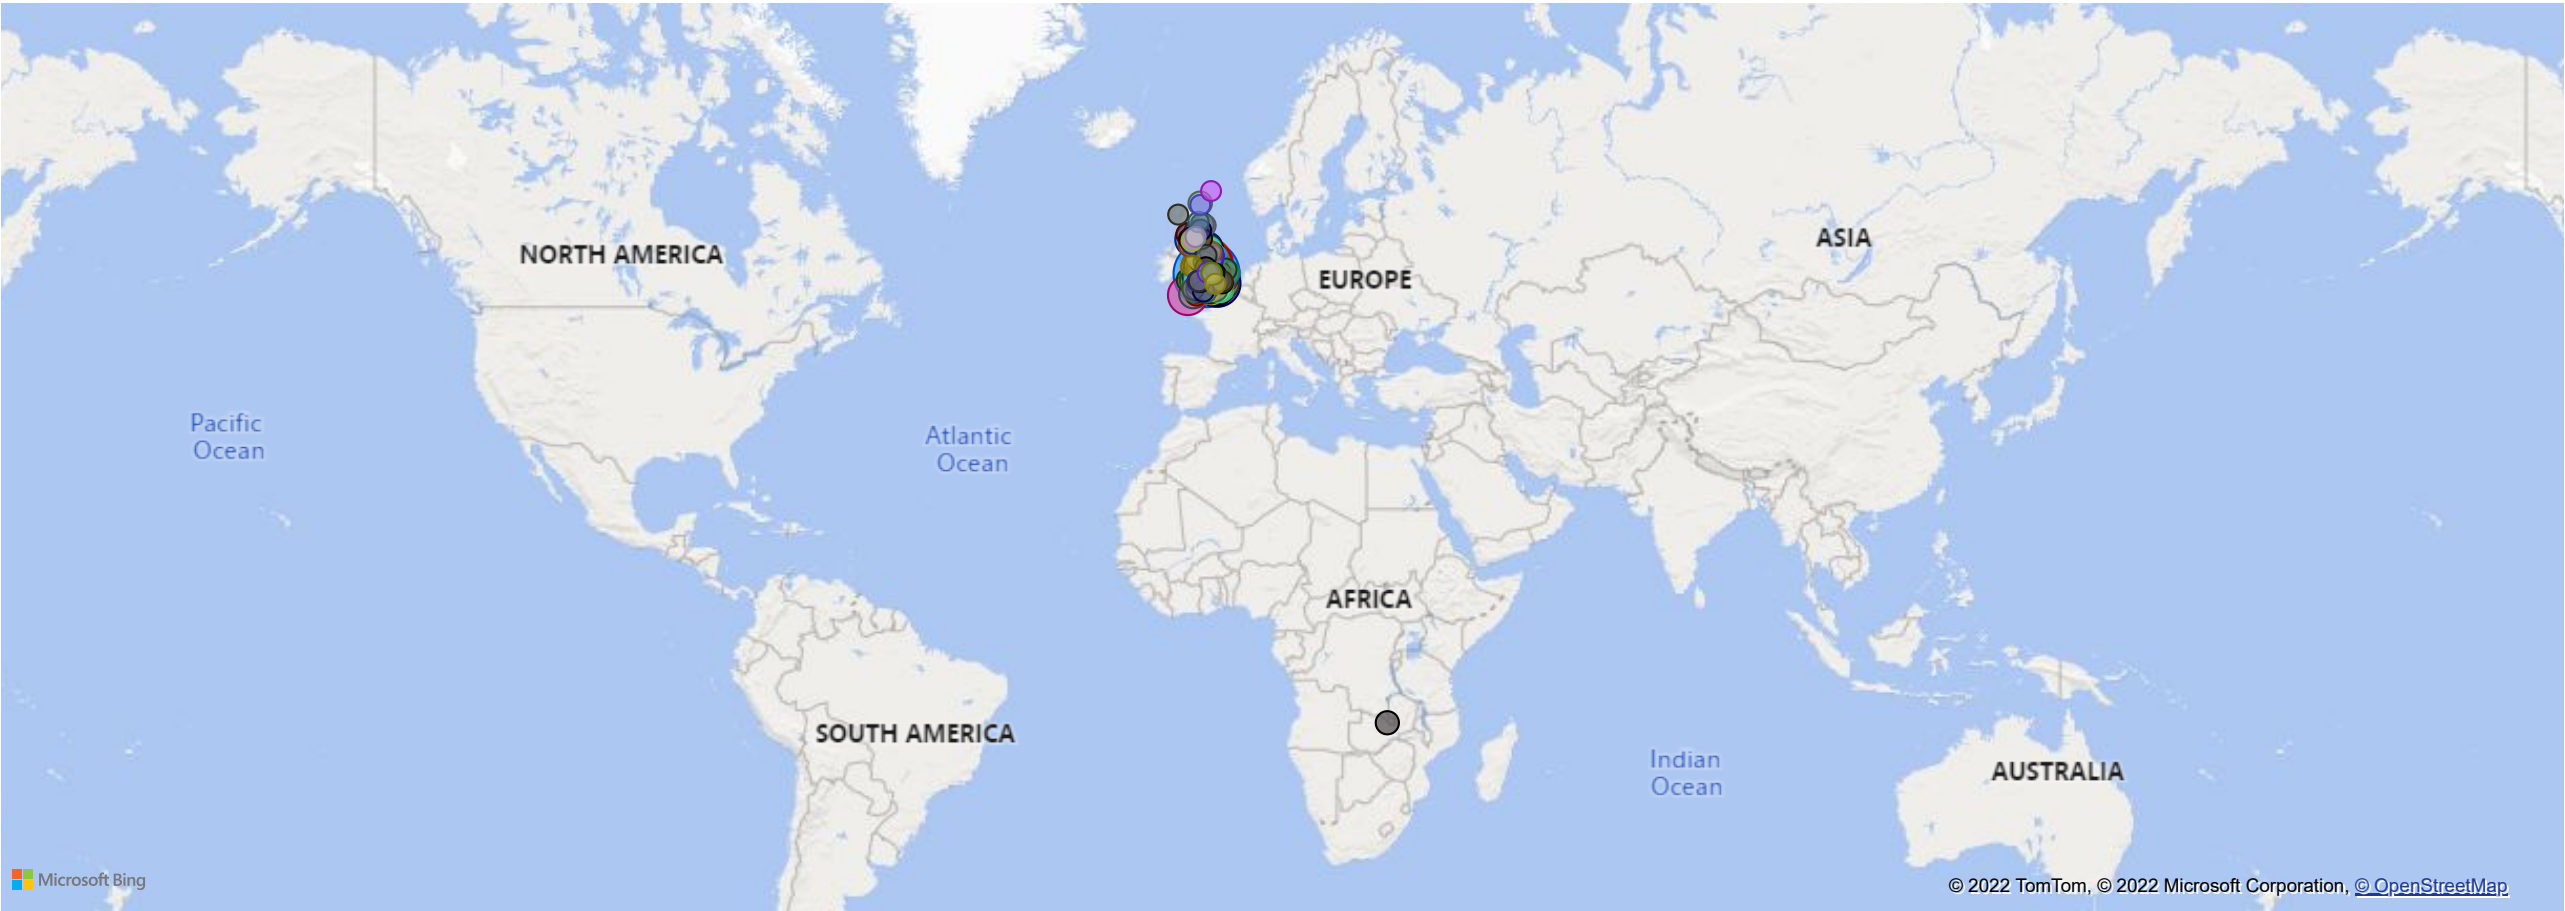 NORTH AMERICA
ASIA
EUROPE
Pacific
Ocean
Atlantic
Ocean
AFRICA
SOUTH AMERICA
Indian
Ocean
AUSTRALIA
Microsoft Bing
© 2022 TomTom, © 2022 Microsoft Corporation, © OpenStreetMap